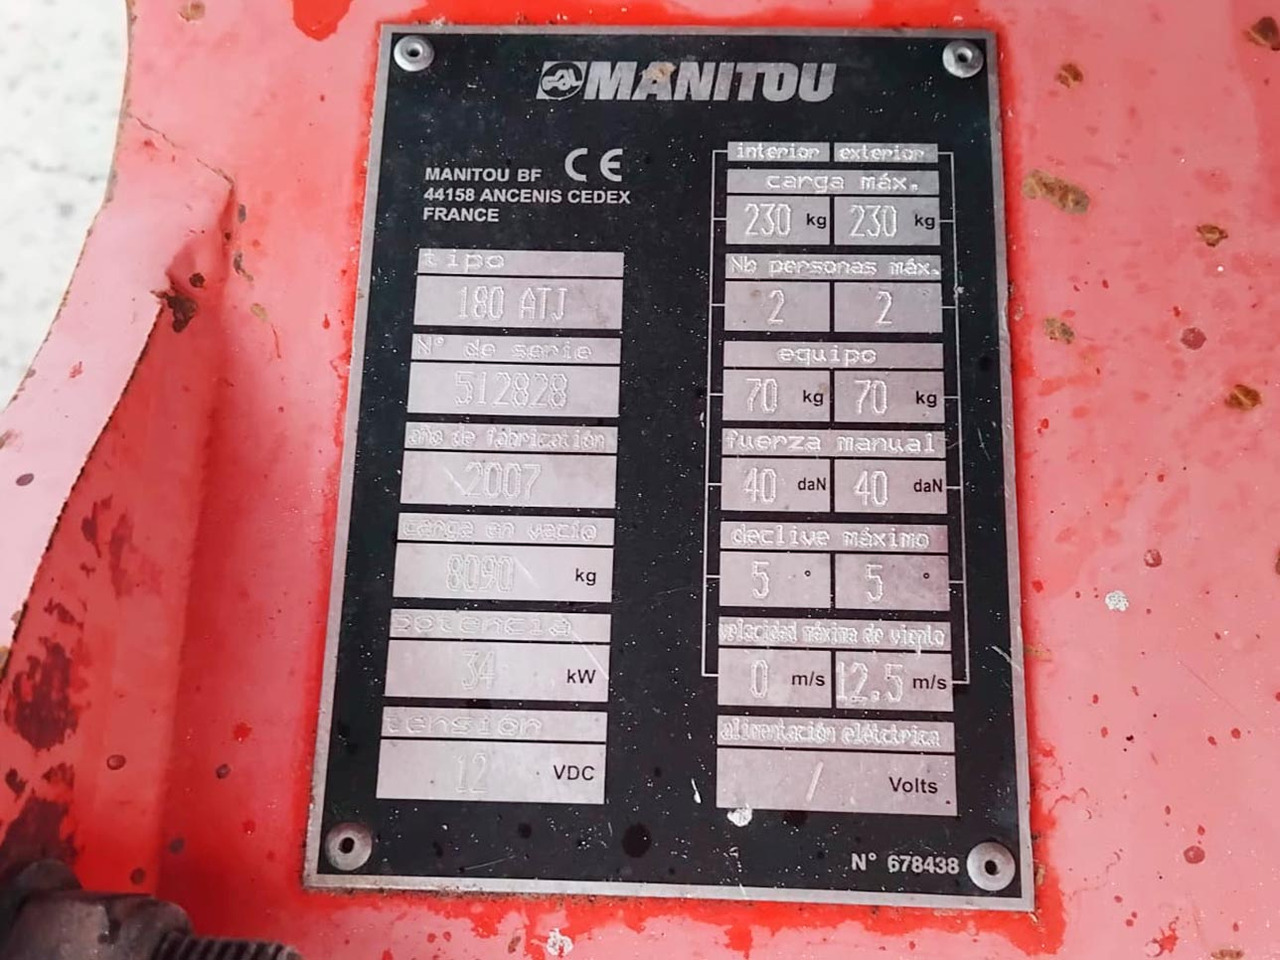 MANITOU
MANITOU BF CE
44158 ANCENIS CEDEX
FRANCE
tipo
180 ATJ
N° de serie
512828
año de fabricación
2007
carga en vacio
8090 kg
potencia
34 kW
tension
12 VDC
interior exterior
carga máx.
230 kg 230 kg
Nb personas máx.
2 2
equipo
70 kg 70 kg
fuerza manual
40 daN 40 daN
declive máximo
5 ° 5 °
velocidad máxima de viento
0 m/s 12.5 m/s
alimentación eléctrica
/ Volts
N° 678438